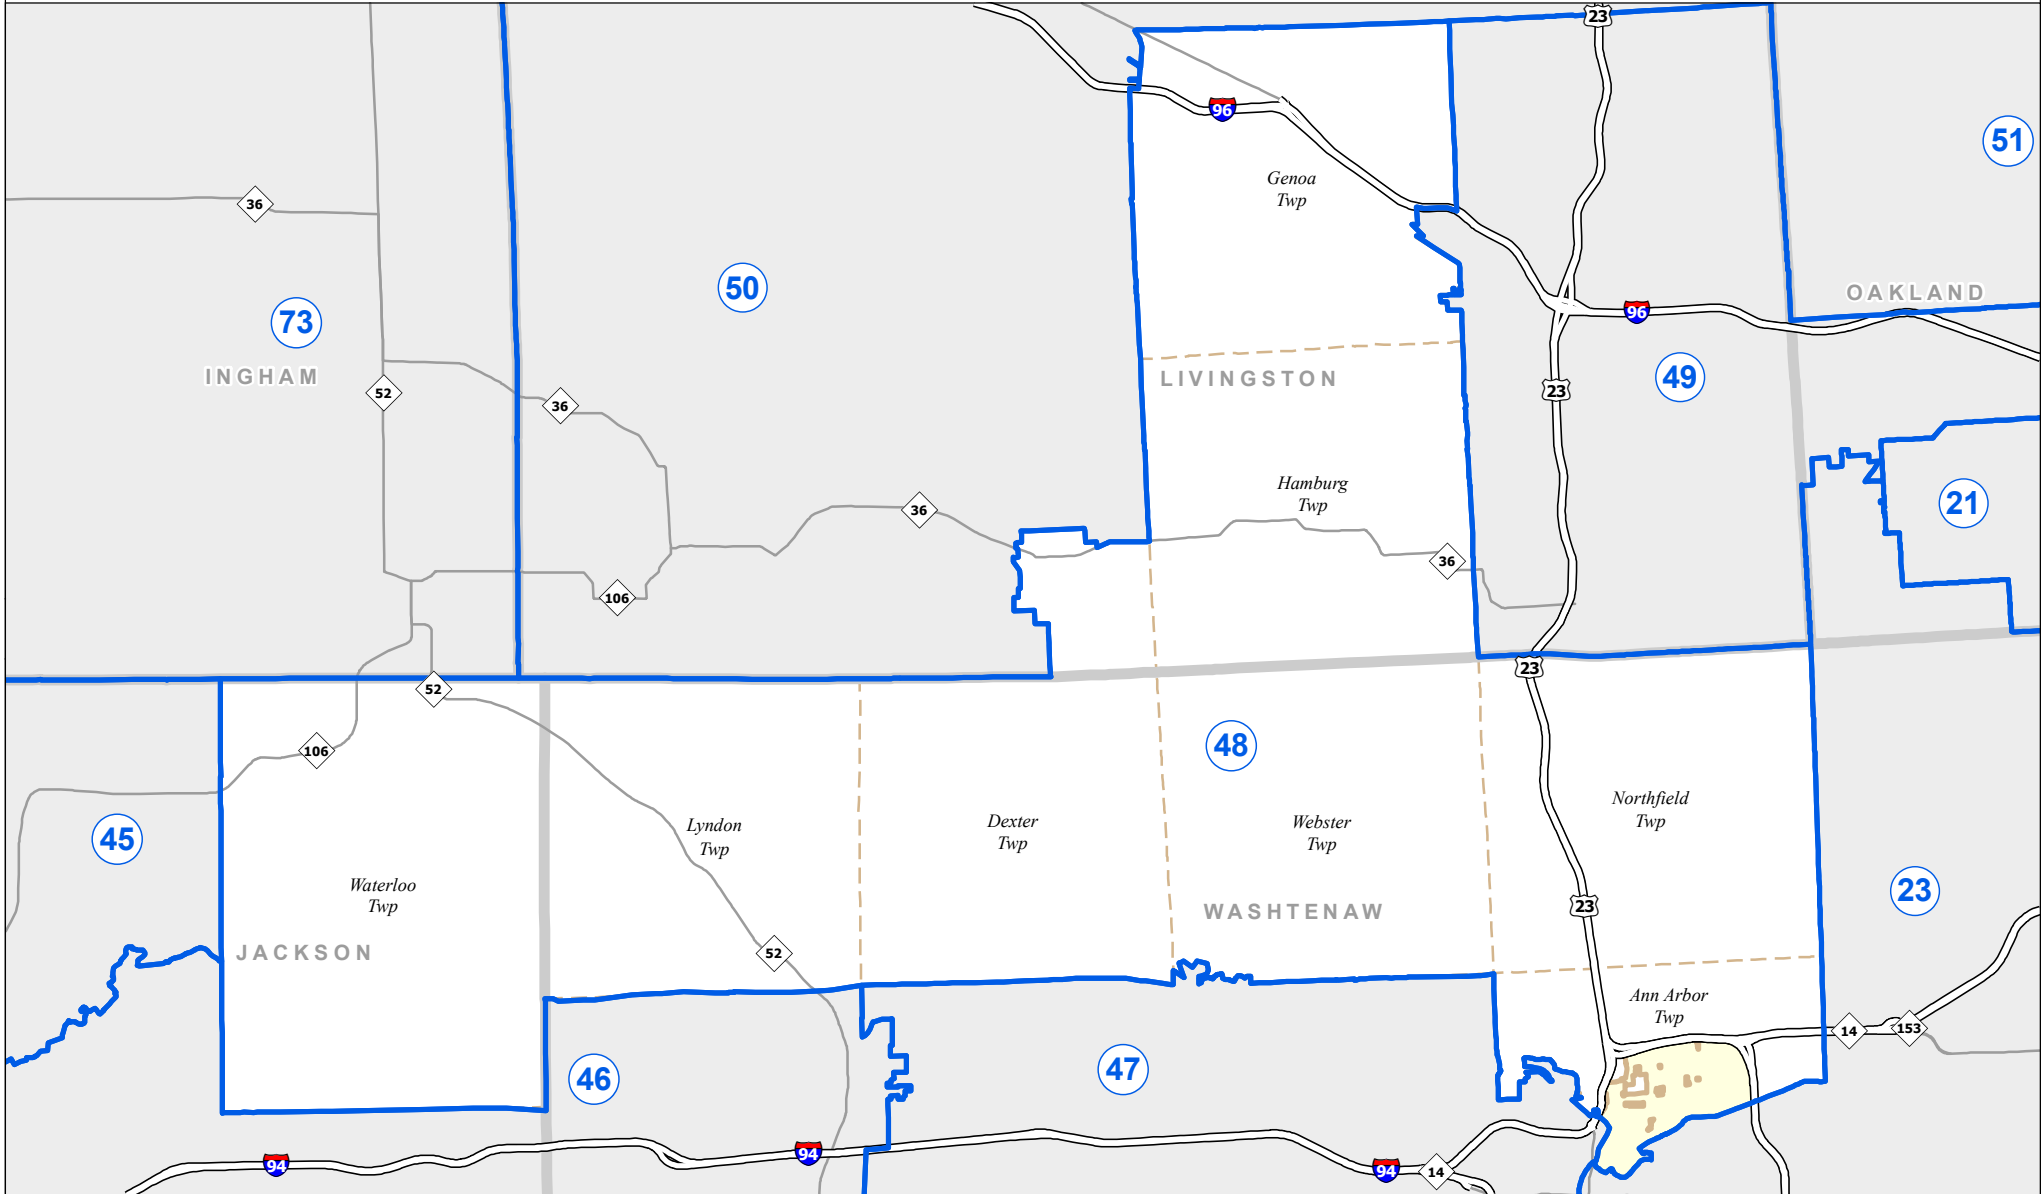 23
51
96
Genoa
Twp
36
50
OAKLAND
73
96
INGHAM
LIVINGSTON
49
52
23
36
Hamburg
Twp
21
36
36
106
23
52
48
106
Northfield
Twp
Lyndon
Twp
Dexter
Twp
Webster
Twp
45
Waterloo
Twp
23
23
WASHTENAW
JACKSON
52
Ann Arbor
Twp
14
153
46
47
94
94
94
14